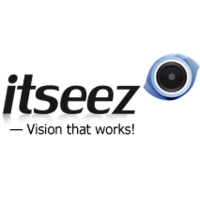 itseez
— Vision that works!